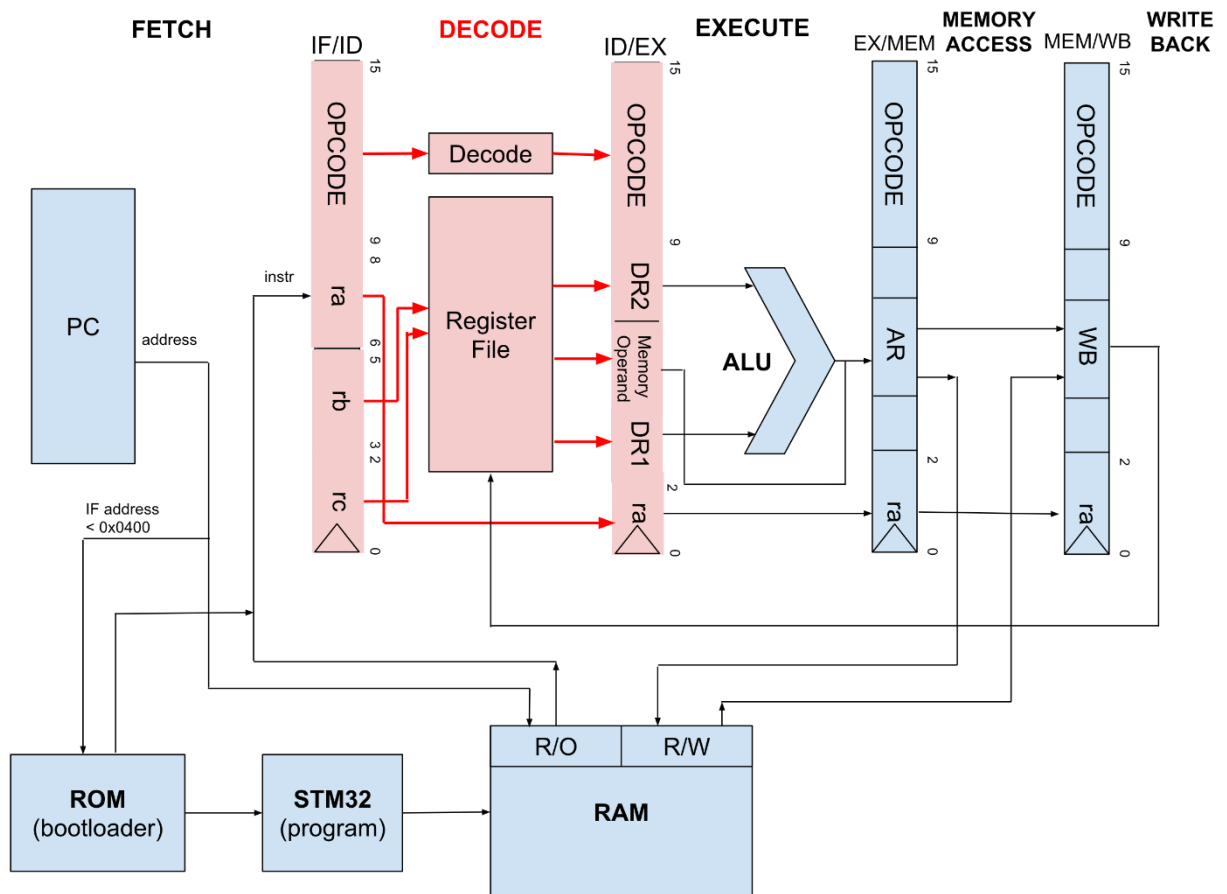 FETCH
DECODE
EXECUTE
MEMORY
ACCESS
WRITE
BACK
IF/ID
ID/EX
EX/MEM
MEM/WB
15
OPCODE
9
8
ra
6
5
rb
3
2
rc
0
Decode
Register
File
15
OPCODE
9
DR2
Memory
Operand
DR1
2
ra
0
ALU
15
OPCODE
9
AR
2
ra
0
15
OPCODE
9
WB
2
ra
0
PC
address
instr
IF address
< 0x0400
ROM
(bootloader)
STM32
(program)
R/O
R/W
RAM